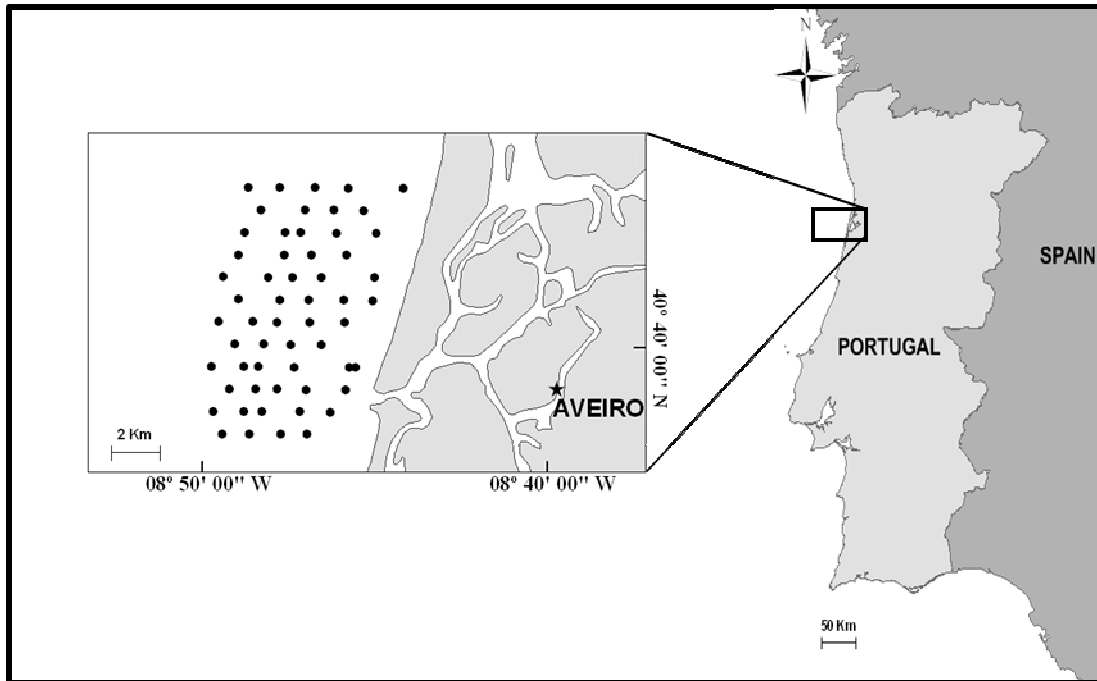 N
SPAIN
PORTUGAL
40° 40' 00" N
AVEIRO
2 Km
08° 50' 00" W
08° 40' 00" W
50 Km